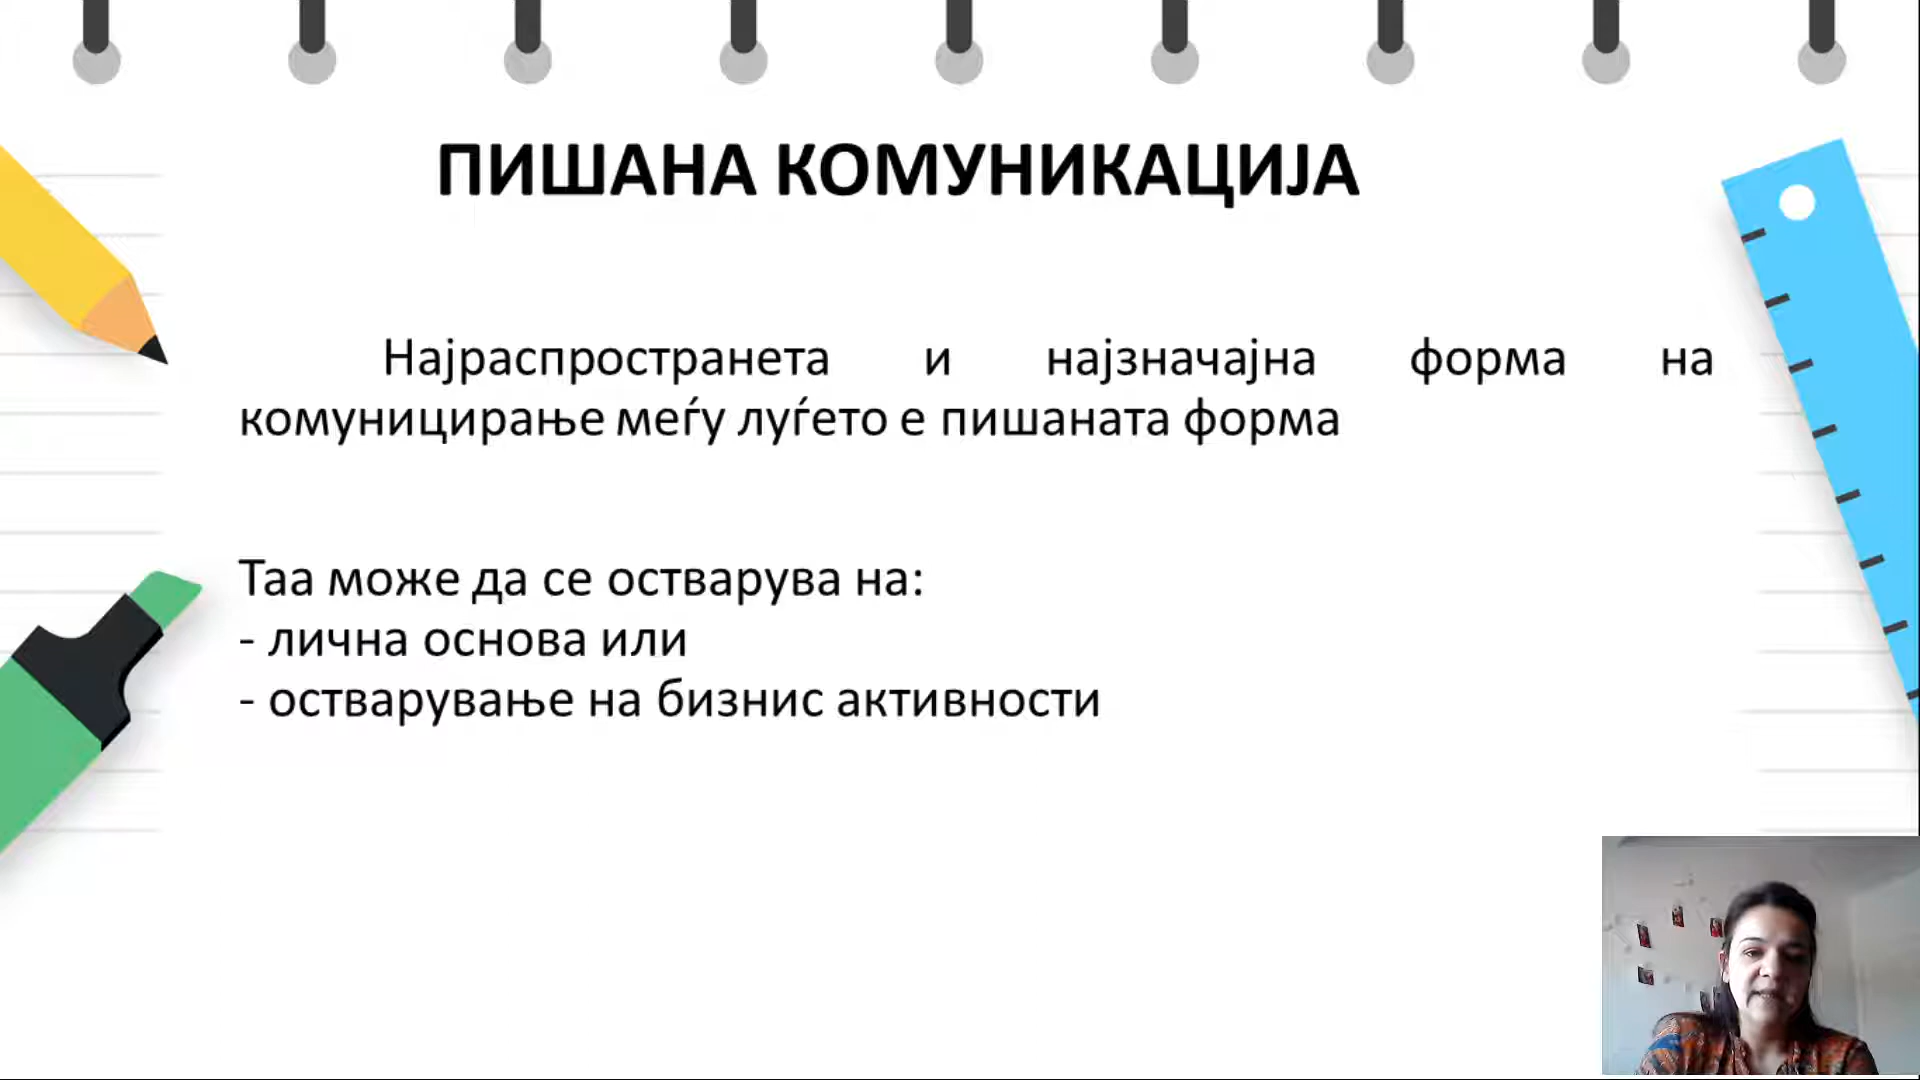 ПИШАНА КОМУНИКАЦИЈА
Најраспространета и најзначајна форма на
комуницирање меѓу луѓето е пишаната форма
Таа може да се остварува на:
- лична основа или
- остварување на бизнис активности